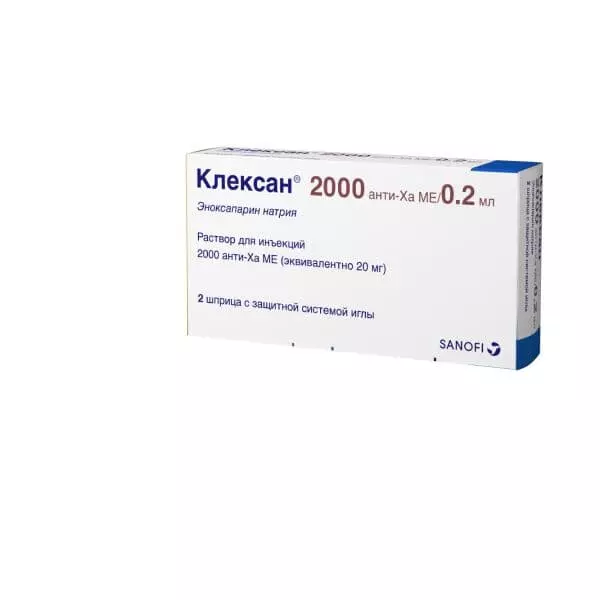 Клексан® 2000 анти-Ха МЕ/0.2 мл
Эноксапарин натрия
Раствор для инъекций
2000 анти-Ха МЕ (эквивалентно 20 мг)
2 шприца с защитной системой иглы
SANOFI